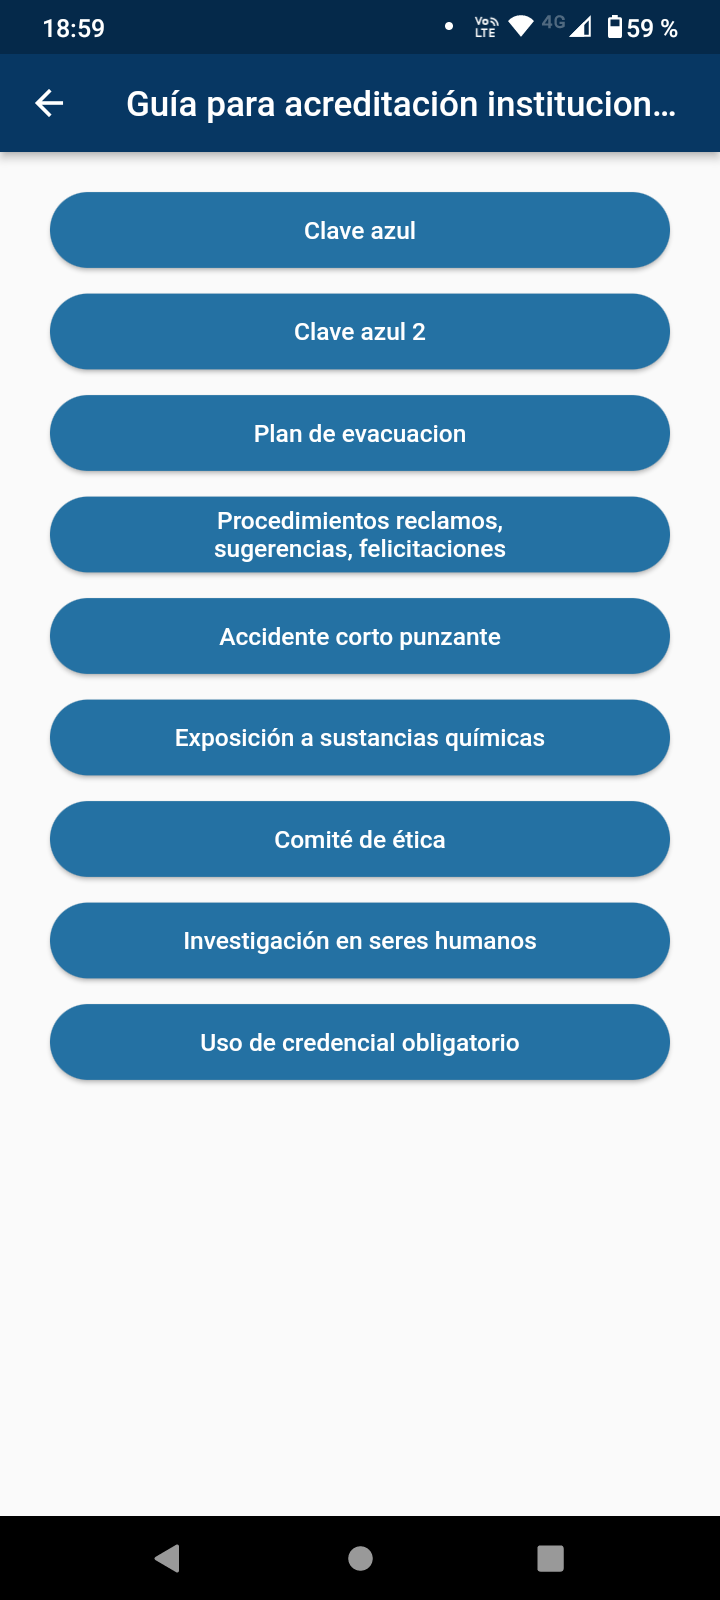 18:59
Vo
LTE
4G
59 %
Guía para acreditación institucion...
Clave azul
Clave azul 2
Plan de evacuacion
Procedimientos reclamos,
sugerencias, felicitaciones
Accidente corto punzante
Exposición a sustancias químicas
Comité de ética
Investigación en seres humanos
Uso de credencial obligatorio